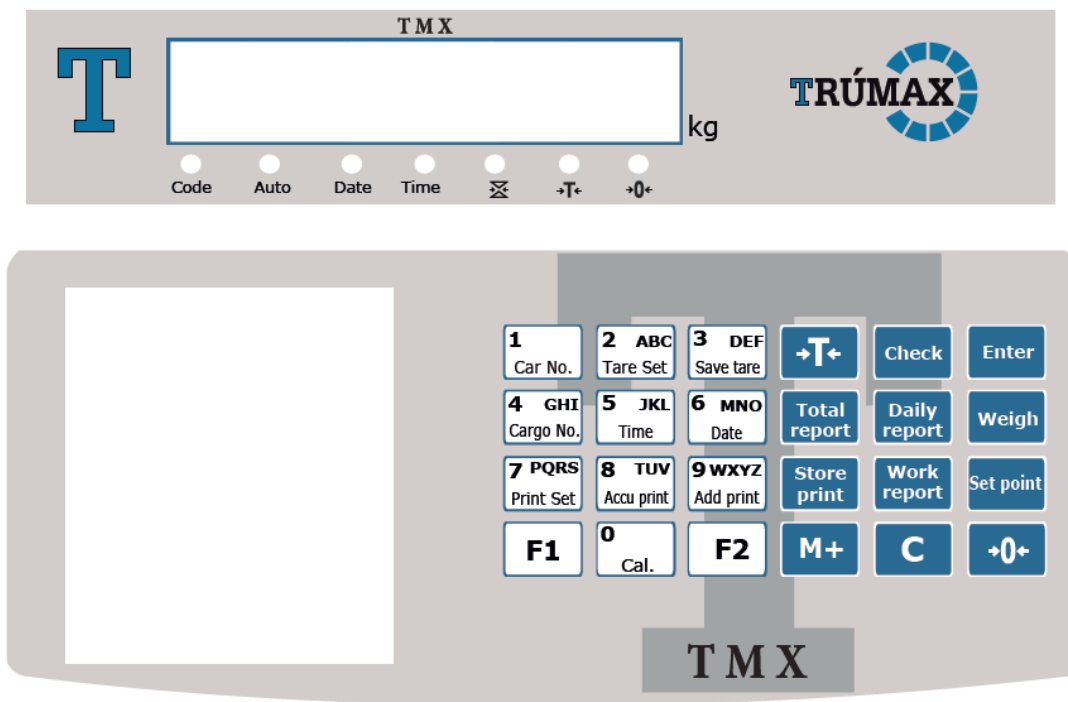 TMX
T
TRÚMAX
kg
Code Auto Date Time →T← →0←
1 2 ABC 3 DEF →T← Check Enter
Car No. Tare Set Save tare
4 GHI 5 JKL 6 MNO Total report Daily report Weigh
Cargo No. Time Date
7 PQRS 8 TUV 9 WXYZ Store print Work report Set point
Print Set Accu print Add print
F1 0 F2 M+ C →0←
Cal.
TMX